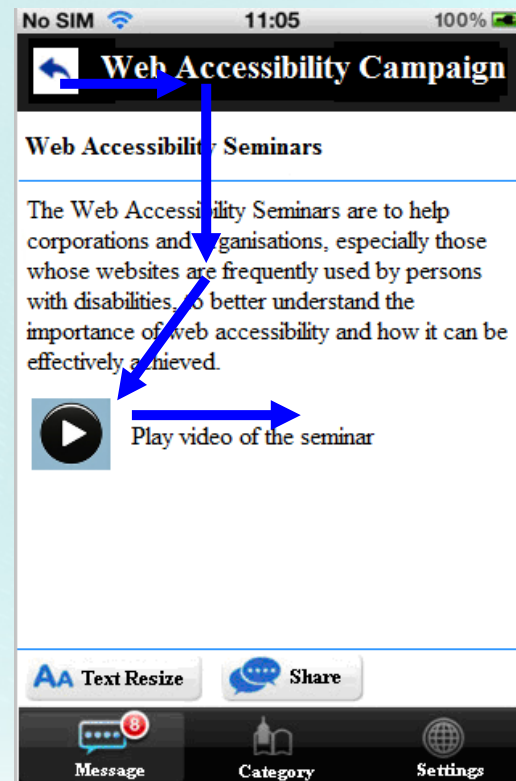 No SIM 11:05 100%
Web Accessibility Campaign
Web Accessibility Seminars
The Web Accessibility Seminars are to help
corporations and organisations, especially those
whose websites are frequently used by persons
with disabilities, to better understand the
importance of web accessibility and how it can be
effectively achieved.
Play video of the seminar
AA Text Resize Share
8
Message Category Settings